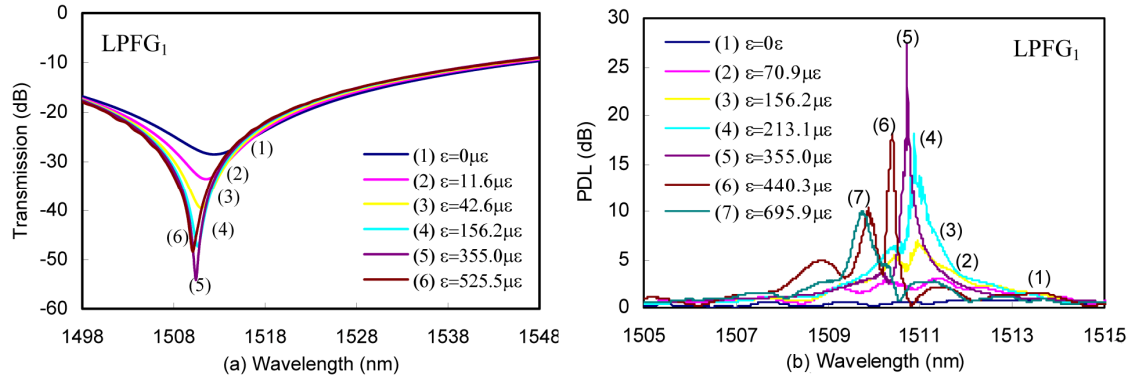 LPFG₁
Transmission (dB)
0
-10
-20
-30
-40
-50
-60
1498
1508
1518
1528
1538
1548
(a) Wavelength (nm)
(1)
(2)
(3)
(4)
(5)
(6)
(1) ε=0με
(2) ε=11.6με
(3) ε=42.6με
(4) ε=156.2με
(5) ε=355.0με
(6) ε=525.5με
LPFG₁
PDL (dB)
30
25
20
15
10
5
0
1505
1507
1509
1511
1513
1515
(b) Wavelength (nm)
(1) ε=0ε
(2) ε=70.9με
(3) ε=156.2με
(4) ε=213.1με
(5) ε=355.0με
(6) ε=440.3με
(7) ε=695.9με
(5)
(6)
(4)
(7)
(3)
(2)
(1)